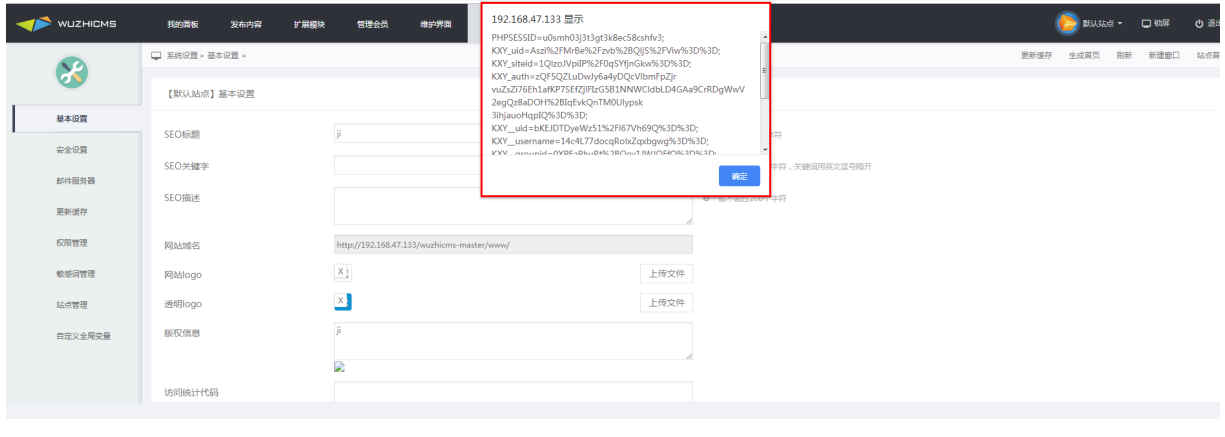 WUZHICMS
我的面板 发布内容 扩展模块 管理会员 维护界面
默认站点 锁屏
192.168.47.133 显示
PHPSESSID=u0smh03j3t3gt3k8ec58cshfv3;
KXY_uid=Aszi%2FMrBe%2Fzvb%2BQljS%2FViw%3D%3D;
KXY_siteid=1QlzoJVpiIP%2F0qSYfjnGkw%3D%3D;
KXY_auth=zQF5QZLuDwJy6a4yDQcVlbmFpZjr
vuZsZi76Eh1afKP7SEfZjlFIzG5B1NNWCldbLD4GAa9CrRDgWwV
2egQz8aDOH%2BIqEvkQnTM0Ulypsk
3ihjauoHqpIQ%3D%3D;
KXY__uid=bKEJDTDyeWz51%2Fl67Vh69Q%3D%3D;
KXY__username=14c4L77docqRolxZqxbgwg%3D%3D;
确定
系统设置 > 基本设置 >
更新缓存 生成首页 刷新 新建窗口
【默认站点】基本设置
基本设置
安全设置
邮件服务器
更新缓存
权限管理
敏感词管理
站点管理
自定义全局变量
SEO标题 ji
SEO关键字
字符，关键词用英文逗号隔开
SEO描述
网站域名 http://192.168.47.133/wuzhicms-master/www/
网站logo X 上传文件
透明logo X 上传文件
版权信息 ji
访问统计代码